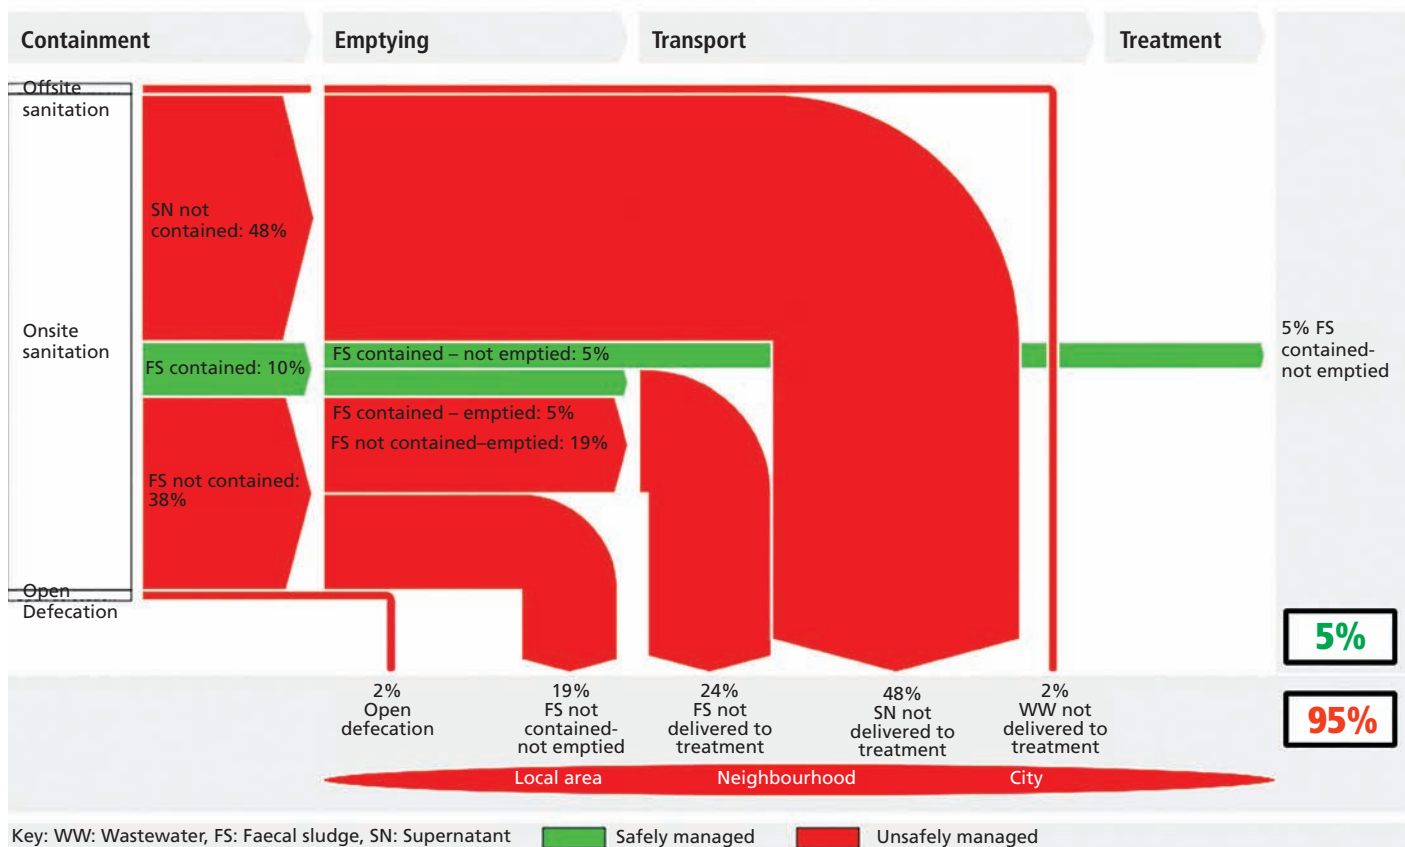 Containment
Emptying
Transport
Treatment
Offsite
sanitation
SN not
contained: 48%
Onsite
sanitation
FS contained: 10%
FS contained – not emptied: 5%
5% FS
contained-
not emptied
FS contained – emptied: 5%
FS not contained–emptied: 19%
FS not contained:
38%
Open
Defecation
5%
95%
2%
Open
defecation
19%
FS not
contained-
not emptied
24%
FS not
delivered to
treatment
48%
SN not
delivered to
treatment
2%
WW not
delivered to
treatment
Local area
Neighbourhood
City
Key: WW: Wastewater, FS: Faecal sludge, SN: Supernatant
Safely managed
Unsafely managed